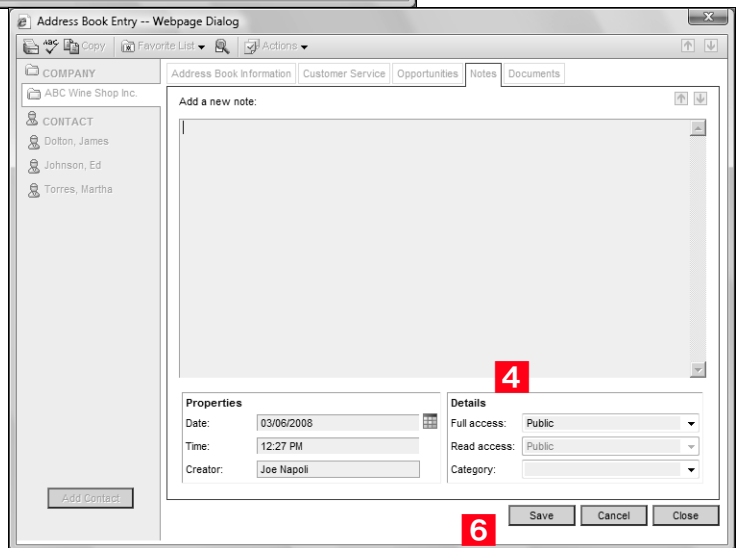 Address Book Entry -- Webpage Dialog
X
ABC Copy Favorite List Actions
COMPANY
ABC Wine Shop Inc.
CONTACT
Dolton, James
Johnson, Ed
Torres, Martha
Add Contact
Address Book Information Customer Service Opportunities Notes Documents
Add a new note:
4
Properties
Date: 03/06/2008
Time: 12:27 PM
Creator: Joe Napoli
Details
Full access: Public
Read access: Public
Category:
6
Save Cancel Close